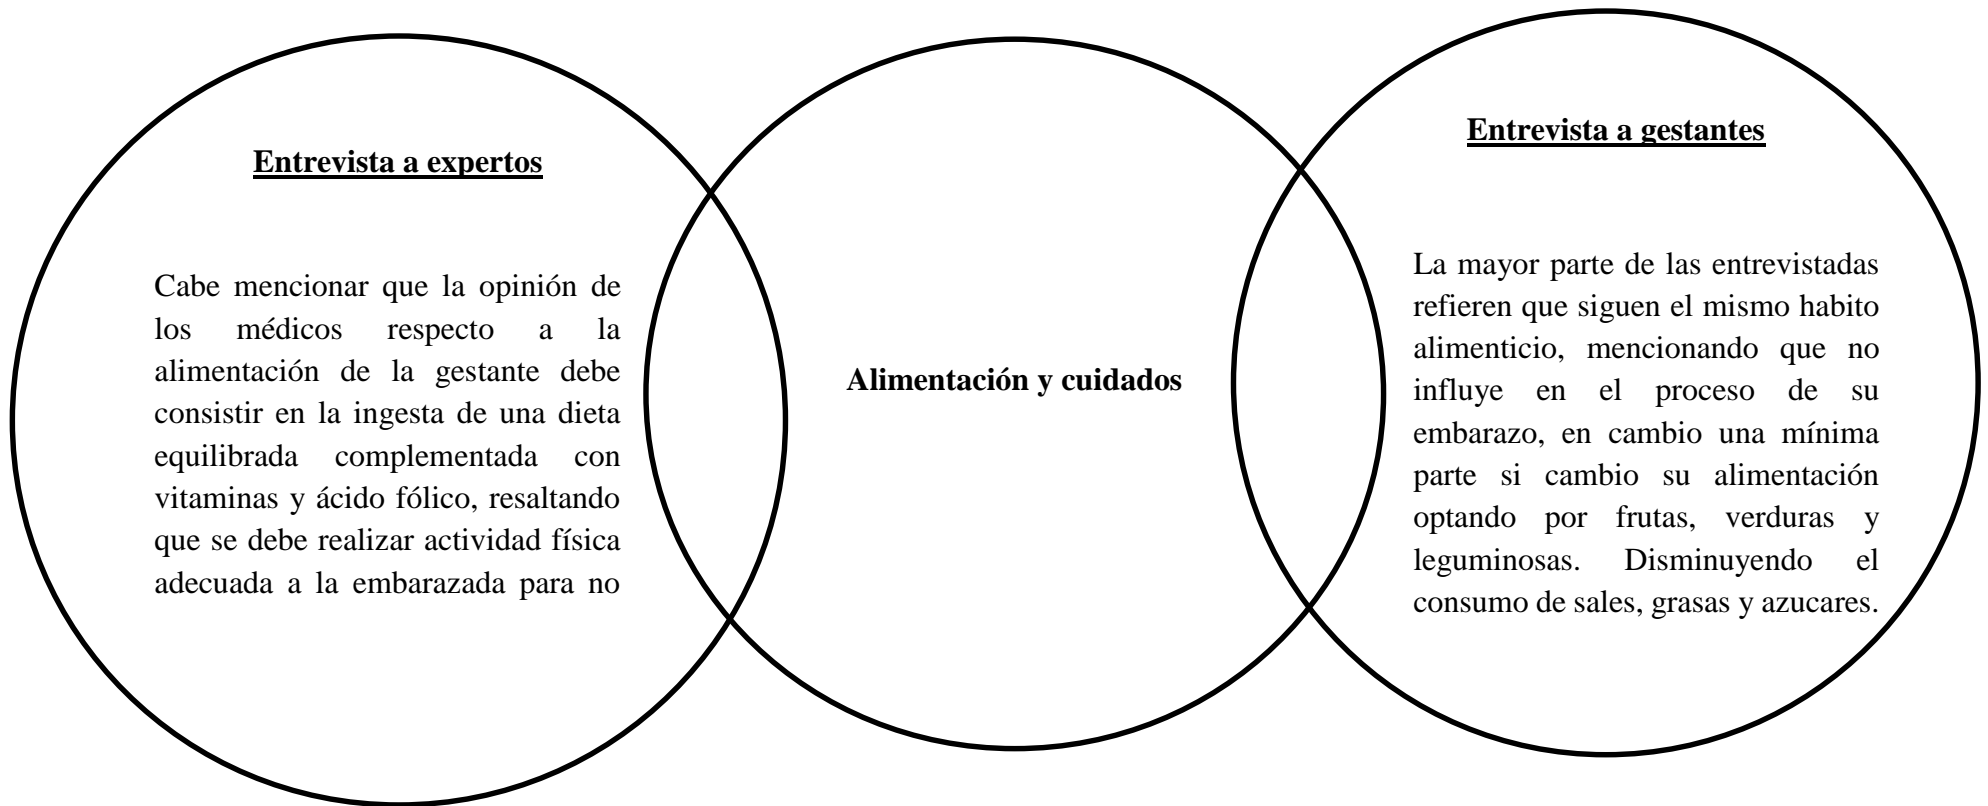 Entrevista a expertos
Cabe mencionar que la opinión de
los médicos respecto a la
alimentación de la gestante debe
consistir en la ingesta de una dieta
equilibrada complementada con
vitaminas y ácido fólico, resaltando
que se debe realizar actividad física
adecuada a la embarazada para no
Alimentación y cuidados
Entrevista a gestantes
La mayor parte de las entrevistadas
refieren que siguen el mismo habito
alimenticio, mencionando que no
influye en el proceso de su
embarazo, en cambio una mínima
parte si cambio su alimentación
optando por frutas, verduras y
leguminosas. Disminuyendo el
consumo de sales, grasas y azucares.